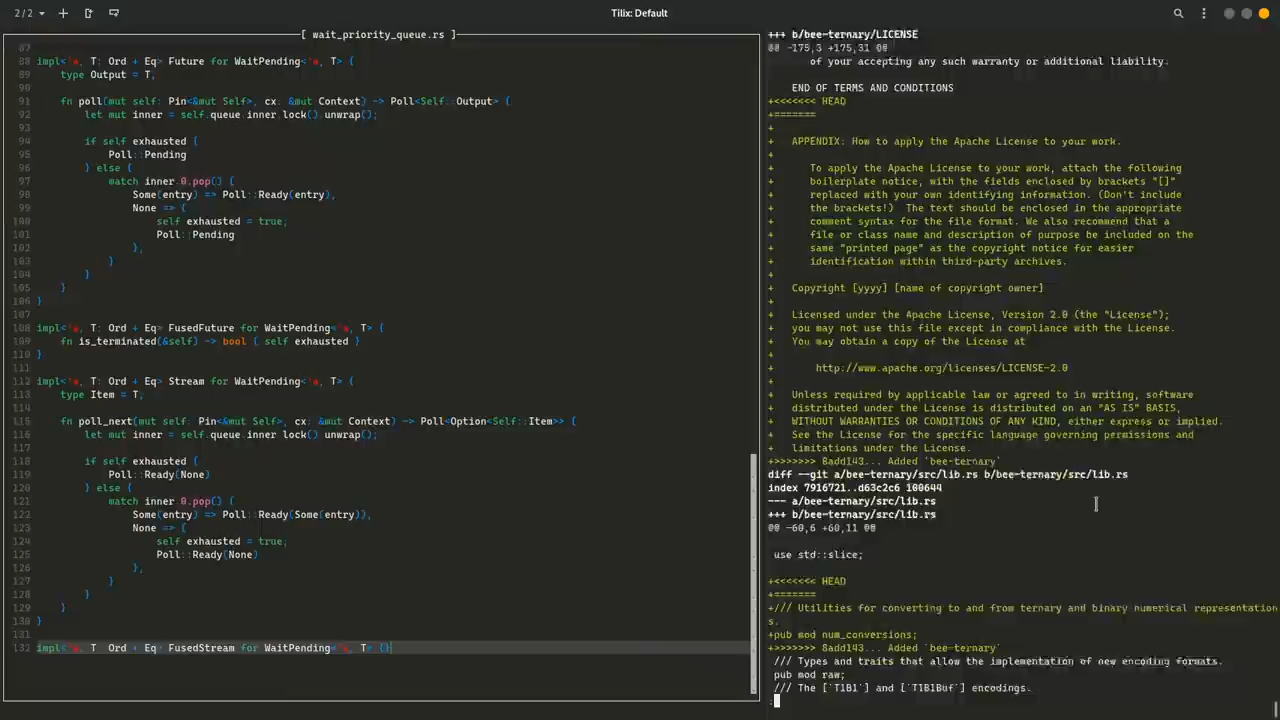 2 / 2
Tilix: Default
[ wait_priority_queue.rs ]
87
88 impl<'a, T: Ord + Eq> Future for WaitPending<'a, T> {
89     type Output = T;
90
91     fn poll(mut self: Pin<&mut Self>, cx: &mut Context) -> Poll<Self::Output> {
92         let mut inner = self.queue.inner.lock().unwrap();
93
94         if self.exhausted {
95             Poll::Pending
96         } else {
97             match inner.0.pop() {
98                 Some(entry) => Poll::Ready(entry),
99                 None => {
100                     self.exhausted = true;
101                     Poll::Pending
102                 },
103             }
104         }
105     }
106 }
107
108 impl<'a, T: Ord + Eq> FusedFuture for WaitPending<'a, T> {
109     fn is_terminated(&self) -> bool { self.exhausted }
110 }
111
112 impl<'a, T: Ord + Eq> Stream for WaitPending<'a, T> {
113     type Item = T;
114
115     fn poll_next(mut self: Pin<&mut Self>, cx: &mut Context) -> Poll<Option<Self::Item>> {
116         let mut inner = self.queue.inner.lock().unwrap();
117
118         if self.exhausted {
119             Poll::Ready(None)
120         } else {
121             match inner.0.pop() {
122                 Some(entry) => Poll::Ready(Some(entry)),
123                 None => {
124                     self.exhausted = true;
125                     Poll::Ready(None)
126                 },
127             }
128         }
129     }
130 }
131
132 impl<'a, T: Ord + Eq> FusedStream for WaitPending<'a, T> {}
+++ b/bee-ternary/LICENSE
@@ -175,3 +175,31 @@
       of your accepting any such warranty or additional liability.

    END OF TERMS AND CONDITIONS
+<<<<<<< HEAD
+=======
+
+   APPENDIX: How to apply the Apache License to your work.
+
+      To apply the Apache License to your work, attach the following
+      boilerplate notice, with the fields enclosed by brackets "[]"
+      replaced with your own identifying information. (Don't include
+      the brackets!)  The text should be enclosed in the appropriate
+      comment syntax for the file format. We also recommend that a
+      file or class name and description of purpose be included on the
+      same "printed page" as the copyright notice for easier
+      identification within third-party archives.
+
+   Copyright [yyyy] [name of copyright owner]
+
+   Licensed under the Apache License, Version 2.0 (the "License");
+   you may not use this file except in compliance with the License.
+   You may obtain a copy of the License at
+
+       http://www.apache.org/licenses/LICENSE-2.0
+
+   Unless required by applicable law or agreed to in writing, software
+   distributed under the License is distributed on an "AS IS" BASIS,
+   WITHOUT WARRANTIES OR CONDITIONS OF ANY KIND, either express or implied.
+   See the License for the specific language governing permissions and
+   limitations under the License.
+>>>>>>> 8add143... Added `bee-ternary`
diff --git a/bee-ternary/src/lib.rs b/bee-ternary/src/lib.rs
index 7916721..d63c2c6 100644
--- a/bee-ternary/src/lib.rs
+++ b/bee-ternary/src/lib.rs
@@ -60,6 +60,11 @@

 use std::slice;

+<<<<<<< HEAD
+=======
+/// Utilities for converting to and from ternary and binary numerical representation
s.
+pub mod num_conversions;
+>>>>>>> 8add143... Added `bee-ternary`
 /// Types and traits that allow the implementation of new encoding formats.
 pub mod raw;
 /// The [`T1B1`] and [`T1B1Buf`] encodings.
: